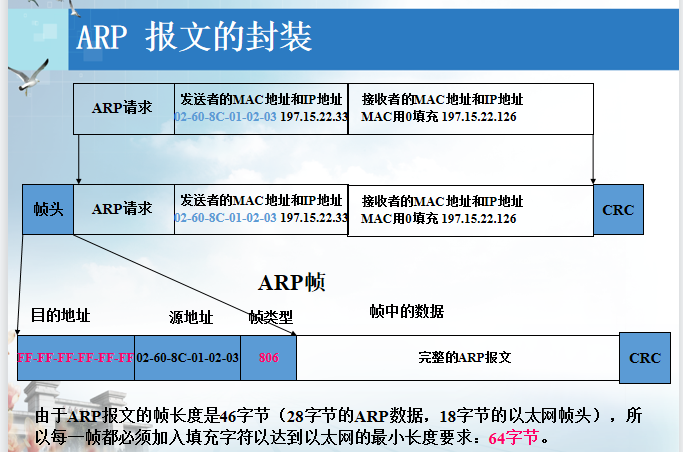 ARP 报文的封装
ARP请求
发送者的MAC地址和IP地址
02-60-8C-01-02-03 197.15.22.33
接收者的MAC地址和IP地址
MAC用0填充 197.15.22.126
帧头
ARP请求
发送者的MAC地址和IP地址
02-60-8C-01-02-03 197.15.22.33
接收者的MAC地址和IP地址
MAC用0填充 197.15.22.126
CRC
ARP帧
目的地址
源地址
帧类型
帧中的数据
FF-FF-FF-FF-FF-FF
02-60-8C-01-02-03
806
完整的ARP报文
CRC
由于ARP报文的帧长度是46字节（28字节的ARP数据，18字节的以太网帧头），所
以每一帧都必须加入填充字符以达到以太网的最小长度要求：64字节。